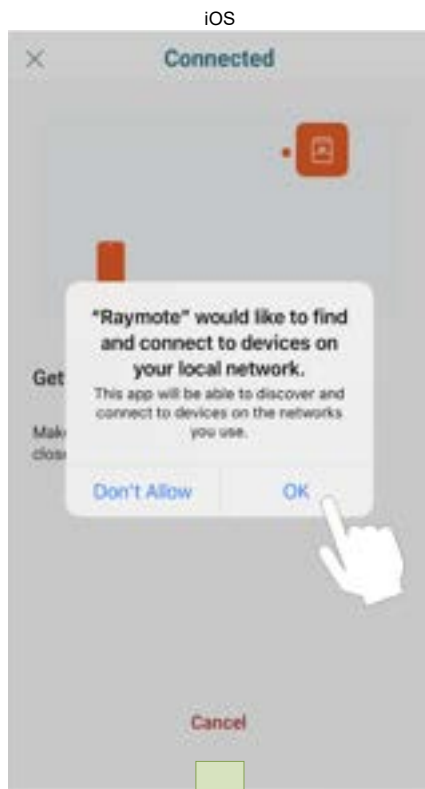 iOS
Connected
"Raymote" would like to find
and connect to devices on
your local network.
This app will be able to discover and
connect to devices on the networks
you use.
Get
Mak
clos
Don't Allow
OK
Cancel